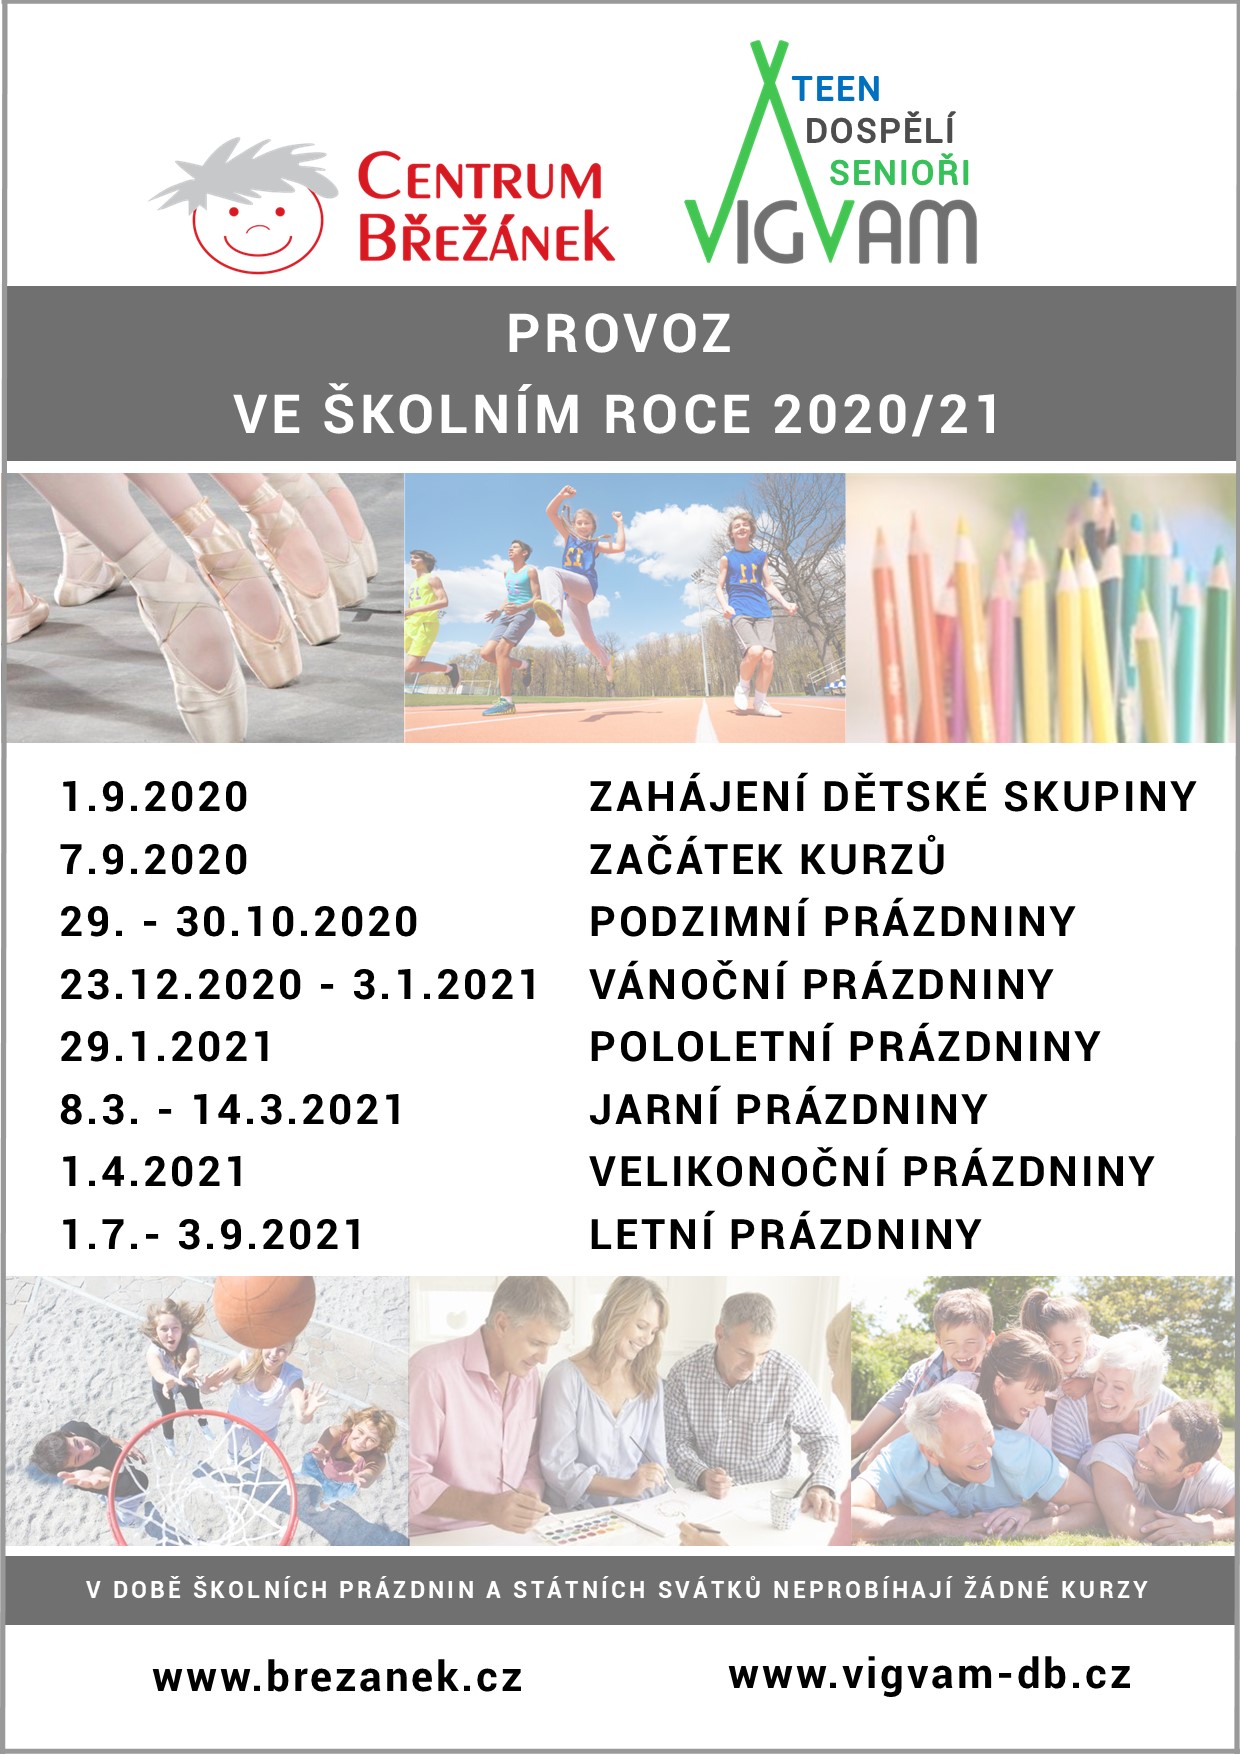 TEEN
DOSPĚLÍ
SENIOŘI
CENTRUM
BŘEŽÁNEK
VIGVAM
PROVOZ
VE ŠKOLNÍM ROCE 2020/21
1.9.2020 ZAHÁJENÍ DĚTSKÉ SKUPINY
7.9.2020 ZAČÁTEK KURZŮ
29. - 30.10.2020 PODZIMNÍ PRÁZDNINY
23.12.2020 - 3.1.2021 VÁNOČNÍ PRÁZDNINY
29.1.2021 POLOLETNÍ PRÁZDNINY
8.3. - 14.3.2021 JARNÍ PRÁZDNINY
1.4.2021 VELIKONOČNÍ PRÁZDNINY
1.7.- 3.9.2021 LETNÍ PRÁZDNINY
V DOBĚ ŠKOLNÍCH PRÁZDNIN A STÁTNÍCH SVÁTKŮ NEPROBÍHAJÍ ŽÁDNÉ KURZY
www.brezanek.cz www.vigvam-db.cz